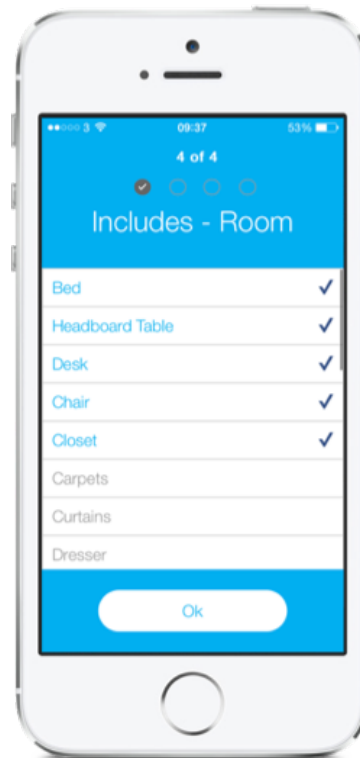 3 09:37 53%
4 of 4
Includes - Room
Bed
Headboard Table
Desk
Chair
Closet
Carpets
Curtains
Dresser
Ok